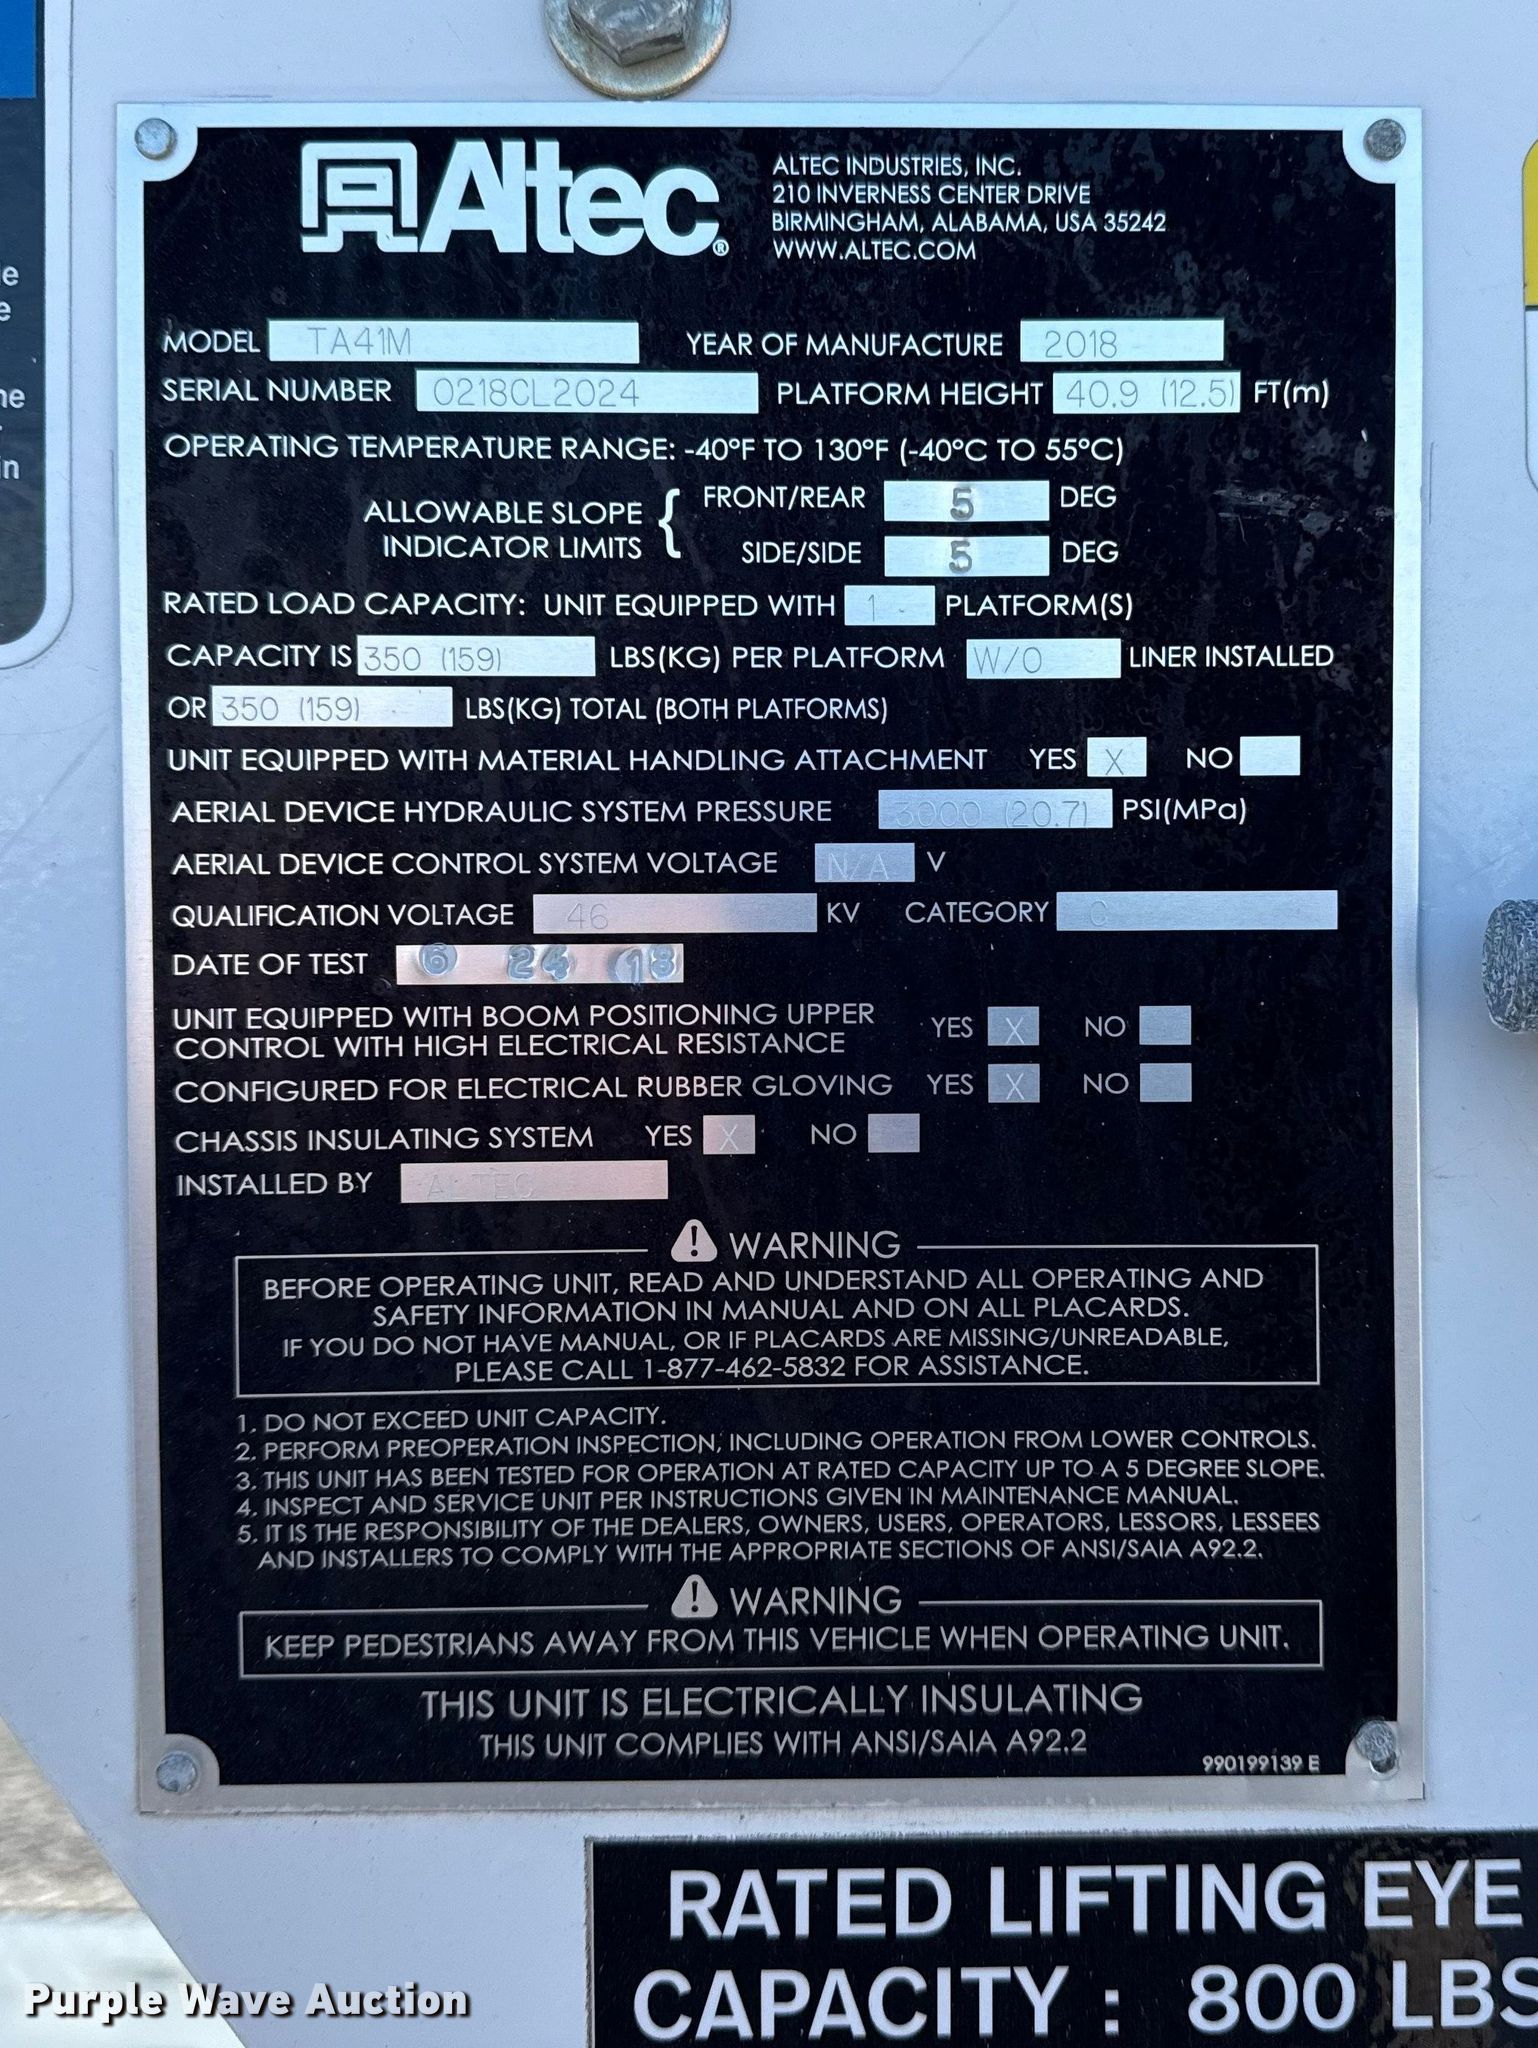 Altec®
ALTEC INDUSTRIES, INC.
210 INVERNESS CENTER DRIVE
BIRMINGHAM, ALABAMA, USA 35242
WWW.ALTEC.COM
MODEL TA41M YEAR OF MANUFACTURE 2018
SERIAL NUMBER 0218CL2024 PLATFORM HEIGHT 40.9 (12.5) FT(m)
OPERATING TEMPERATURE RANGE: -40°F TO 130°F (-40°C TO 55°C)
ALLOWABLE SLOPE INDICATOR LIMITS { FRONT/REAR 5 DEG
SIDE/SIDE 5 DEG
RATED LOAD CAPACITY: UNIT EQUIPPED WITH 1 PLATFORM(S)
CAPACITY IS 350 (159) LBS(KG) PER PLATFORM W/O LINER INSTALLED
OR 350 (159) LBS(KG) TOTAL (BOTH PLATFORMS)
UNIT EQUIPPED WITH MATERIAL HANDLING ATTACHMENT YES X NO
AERIAL DEVICE HYDRAULIC SYSTEM PRESSURE 3000 (20.7) PSI(MPa)
AERIAL DEVICE CONTROL SYSTEM VOLTAGE N/A V
QUALIFICATION VOLTAGE 46 KV CATEGORY C
DATE OF TEST 6 24 18
UNIT EQUIPPED WITH BOOM POSITIONING UPPER
CONTROL WITH HIGH ELECTRICAL RESISTANCE YES X NO
CONFIGURED FOR ELECTRICAL RUBBER GLOVING YES X NO
CHASSIS INSULATING SYSTEM YES X NO
INSTALLED BY ALTEC
WARNING
BEFORE OPERATING UNIT, READ AND UNDERSTAND ALL OPERATING AND
SAFETY INFORMATION IN MANUAL AND ON ALL PLACARDS.
IF YOU DO NOT HAVE MANUAL, OR IF PLACARDS ARE MISSING/UNREADABLE,
PLEASE CALL 1-877-462-5832 FOR ASSISTANCE.
1. DO NOT EXCEED UNIT CAPACITY.
2. PERFORM PREOPERATION INSPECTION, INCLUDING OPERATION FROM LOWER CONTROLS.
3. THIS UNIT HAS BEEN TESTED FOR OPERATION AT RATED CAPACITY UP TO A 5 DEGREE SLOPE.
4. INSPECT AND SERVICE UNIT PER INSTRUCTIONS GIVEN IN MAINTENANCE MANUAL.
5. IT IS THE RESPONSIBILITY OF THE DEALERS, OWNERS, USERS, OPERATORS, LESSORS, LESSEES
AND INSTALLERS TO COMPLY WITH THE APPROPRIATE SECTIONS OF ANSI/SAIA A92.2.
WARNING
KEEP PEDESTRIANS AWAY FROM THIS VEHICLE WHEN OPERATING UNIT.
THIS UNIT IS ELECTRICALLY INSULATING
THIS UNIT COMPLIES WITH ANSI/SAIA A92.2
990199139 E
RATED LIFTING EYE
CAPACITY : 800 LBS
Purple Wave Auction